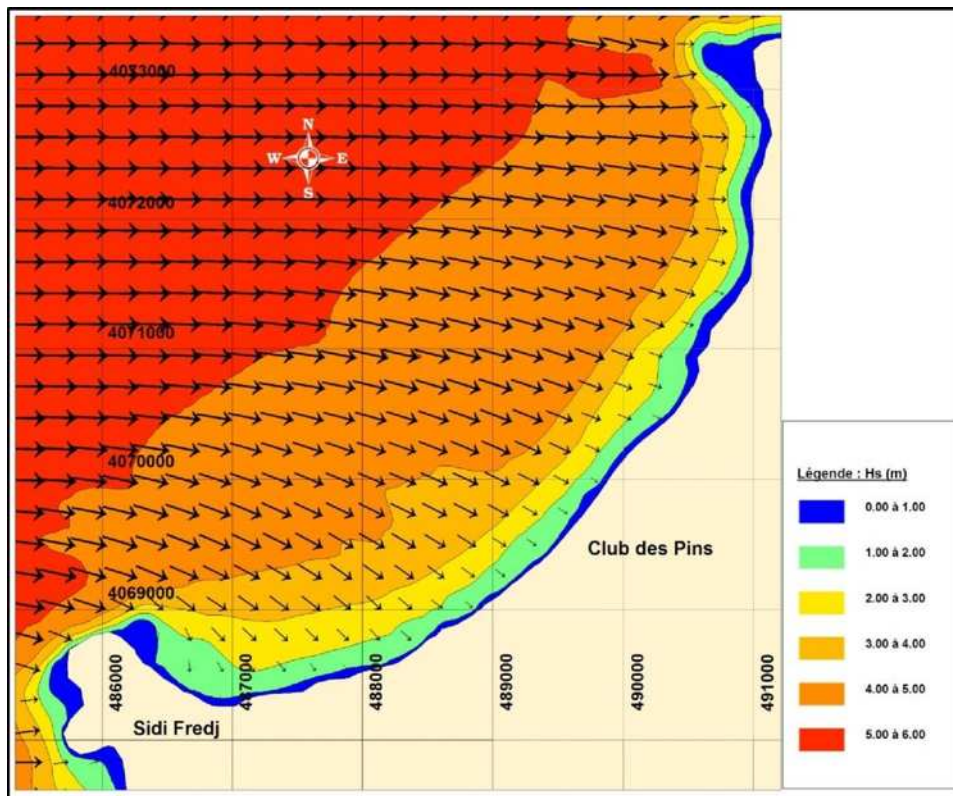 4073000
N
W E
S
4072000
4071000
4070000
Légende : Hs (m)
0.00 à 1.00
1.00 à 2.00
Club des Pins
2.00 à 3.00
4069000
3.00 à 4.00
486000
487000
488000
489000
490000
491000
4.00 à 5.00
Sidi Fredj
5.00 à 6.00